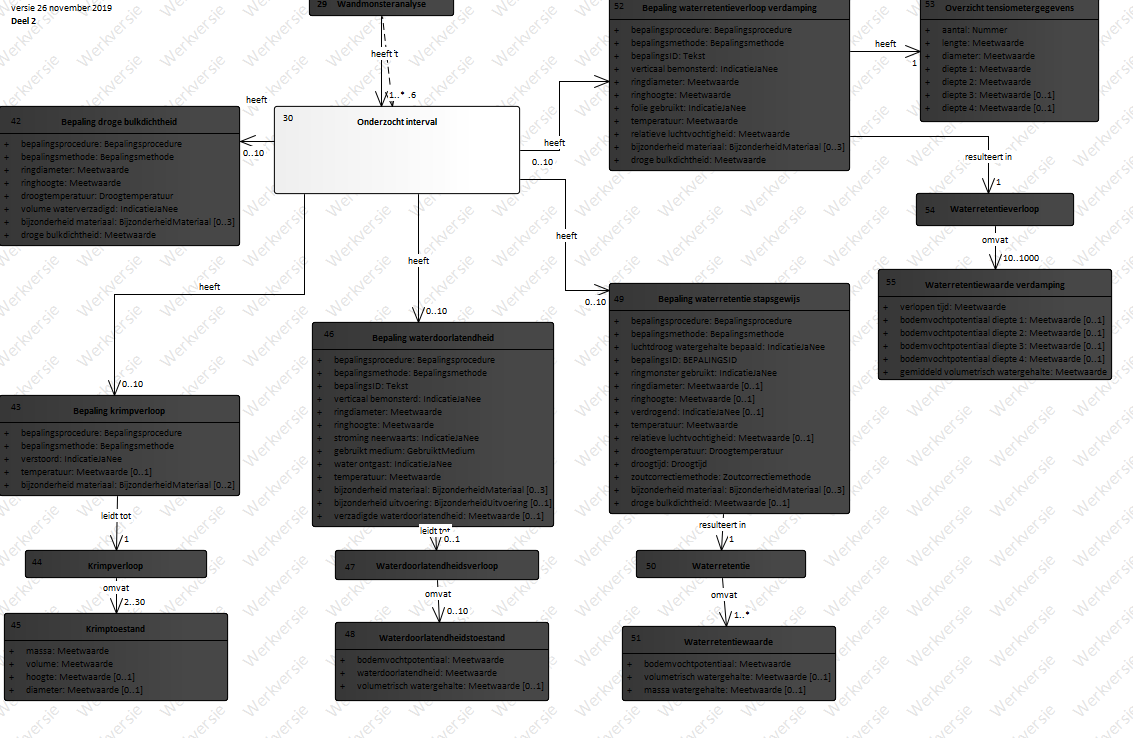 versie 26 november 2019
Deel 2
29 Wandmonsteranalyse
heeft
1..* .6
30
Onderzocht interval
heeft
0..10
42
Bepaling droge bulkdichtheid
+ bepalingsprocedure: Bepalingsprocedure
+ bepalingsmethode: Bepalingsmethode
+ ringdiameter: Meetwaarde
+ ringhoogte: Meetwaarde
+ droogtemperatuur: Droogtemperatuur
+ volume waterverzadigd: IndicatieJaNee
+ bijzonderheid materiaal: BijzonderheidMateriaal [0..3]
+ droge bulkdichtheid: Meetwaarde
heeft
0..10
52
Bepaling waterretentieverloop verdamping
+ bepalingsprocedure: Bepalingsprocedure
+ bepalingsmethode: Bepalingsmethode
+ bepalingsID: Tekst
+ verticaal bemonsterd: IndicatieJaNee
+ ringdiameter: Meetwaarde
+ ringhoogte: Meetwaarde
+ folie gebruikt: IndicatieJaNee
+ temperatuur: Meetwaarde
+ relatieve luchtvochtigheid: Meetwaarde
+ bijzonderheid materiaal: BijzonderheidMateriaal [0..3]
+ droge bulkdichtheid: Meetwaarde
heeft
1
53
Overzicht tensiometergegevens
+ aantal: Nummer
+ lengte: Meetwaarde
+ diameter: Meetwaarde
+ diepte 1: Meetwaarde
+ diepte 2: Meetwaarde
+ diepte 3: Meetwaarde [0..1]
+ diepte 4: Meetwaarde [0..1]
resulteert in
1
54
Waterretentieverloop
omvat
10..1000
55
Waterretentiewaarde verdamping
+ verlopen tijd: Meetwaarde
+ bodemvochtpotentiaal diepte 1: Meetwaarde [0..1]
+ bodemvochtpotentiaal diepte 2: Meetwaarde [0..1]
+ bodemvochtpotentiaal diepte 3: Meetwaarde [0..1]
+ bodemvochtpotentiaal diepte 4: Meetwaarde [0..1]
+ gemiddeld volumetrisch watergehalte: Meetwaarde
heeft
0..10
43
Bepaling krimpverloop
+ bepalingsprocedure: Bepalingsprocedure
+ bepalingsmethode: Bepalingsmethode
+ verstoord: IndicatieJaNee
+ temperatuur: Meetwaarde [0..1]
+ bijzonderheid materiaal: BijzonderheidMateriaal [0..2]
leidt tot
1
44
Krimpverloop
omvat
2..30
45
Krimptoestand
+ massa: Meetwaarde
+ volume: Meetwaarde
+ hoogte: Meetwaarde [0..1]
+ diameter: Meetwaarde [0..1]
heeft
0..10
46
Bepaling waterdoorlatendheid
+ bepalingsprocedure: Bepalingsprocedure
+ bepalingsmethode: Bepalingsmethode
+ bepalingsID: Tekst
+ verticaal bemonsterd: IndicatieJaNee
+ ringdiameter: Meetwaarde
+ ringhoogte: Meetwaarde
+ stroming neerwaarts: IndicatieJaNee
+ gebruikt medium: GebruiktMedium
+ water ontgast: IndicatieJaNee
+ temperatuur: Meetwaarde
+ bijzonderheid materiaal: BijzonderheidMateriaal [0..3]
+ bijzonderheid uitvoering: BijzonderheidUitvoering [0..1]
+ verzadigde waterdoorlatendheid: Meetwaarde [0..1]
leidt tot
0..1
47
Waterdoorlatendheidsverloop
omvat
0..10
48
Waterdoorlatendheidstoestand
+ bodemvochtpotentiaal: Meetwaarde
+ waterdoorlatendheid: Meetwaarde
+ volumetrisch watergehalte: Meetwaarde [0..1]
heeft
0..10
49
Bepaling waterretentie stapsgewijs
+ bepalingsprocedure: Bepalingsprocedure
+ bepalingsmethode: Bepalingsmethode
+ luchtdroog watergehalte bepaald: IndicatieJaNee
+ bepalingsID: BEPALINGSID
+ ringmonster gebruikt: IndicatieJaNee
+ ringdiameter: Meetwaarde [0..1]
+ ringhoogte: Meetwaarde [0..1]
+ verdrogend: IndicatieJaNee [0..1]
+ temperatuur: Meetwaarde
+ relatieve luchtvochtigheid: Meetwaarde [0..1]
+ droogtemperatuur: Droogtemperatuur
+ droogtijd: Droogtijd
+ zoutcorrectiemethode: Zoutcorrectiemethode
+ bijzonderheid materiaal: BijzonderheidMateriaal [0..3]
+ droge bulkdichtheid: Meetwaarde [0..1]
resulteert in
1
50
Waterretentie
omvat
1..*
51
Waterretentiewaarde
+ bodemvochtpotentiaal: Meetwaarde
+ volumetrisch watergehalte: Meetwaarde [0..1]
+ massa watergehalte: Meetwaarde [0..1]
Werkversie